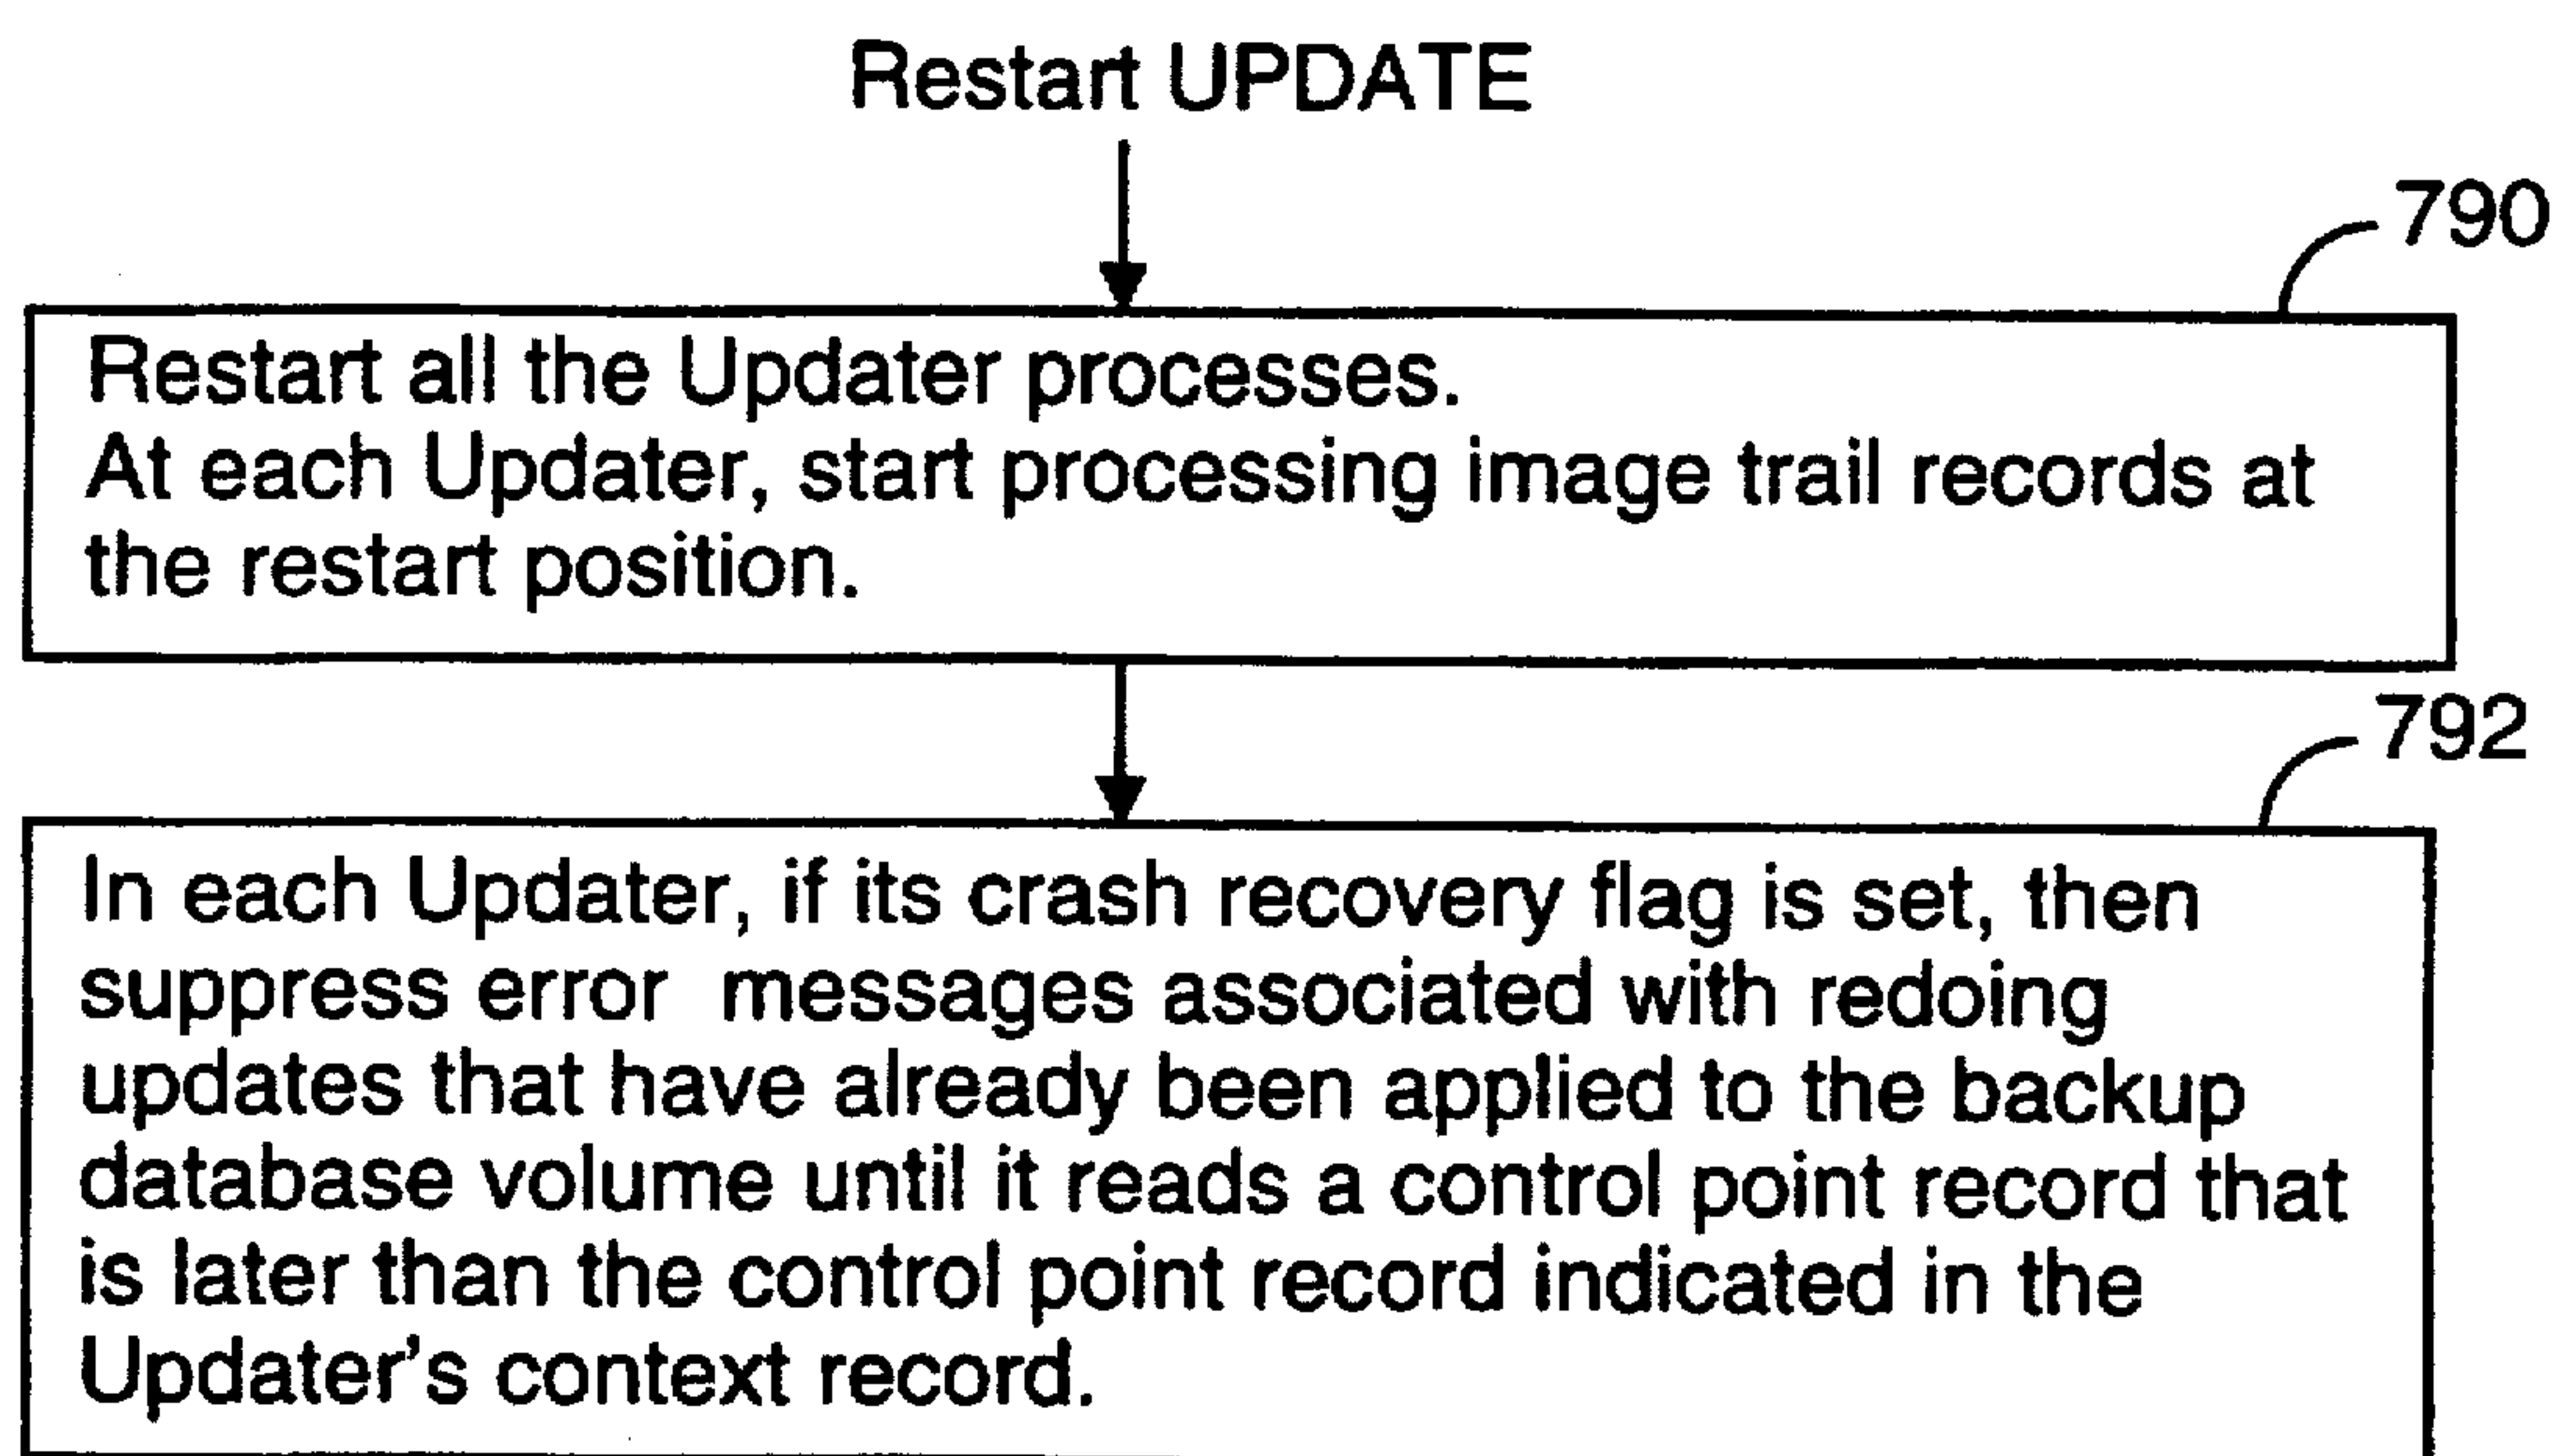 Restart UPDATE
790
Restart all the Updater processes.
At each Updater, start processing image trail records at
the restart position.
792
In each Updater, if its crash recovery flag is set, then
suppress error messages associated with redoing
updates that have already been applied to the backup
database volume until it reads a control point record that
is later than the control point record indicated in the
Updater's context record.